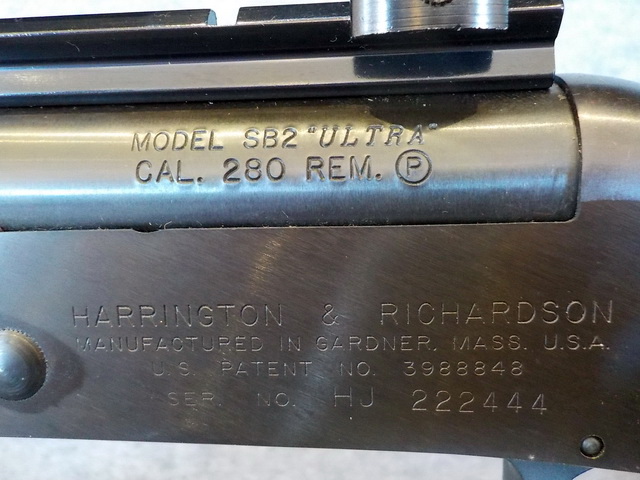 MODEL SB2 "ULTRA"
CAL. 280 REM. Ⓟ
HARRINGTON & RICHARDSON
MANUFACTURED IN GARDNER, MASS. U.S.A.
U.S. PATENT NO. 3988848
SER. NO. HJ 222444